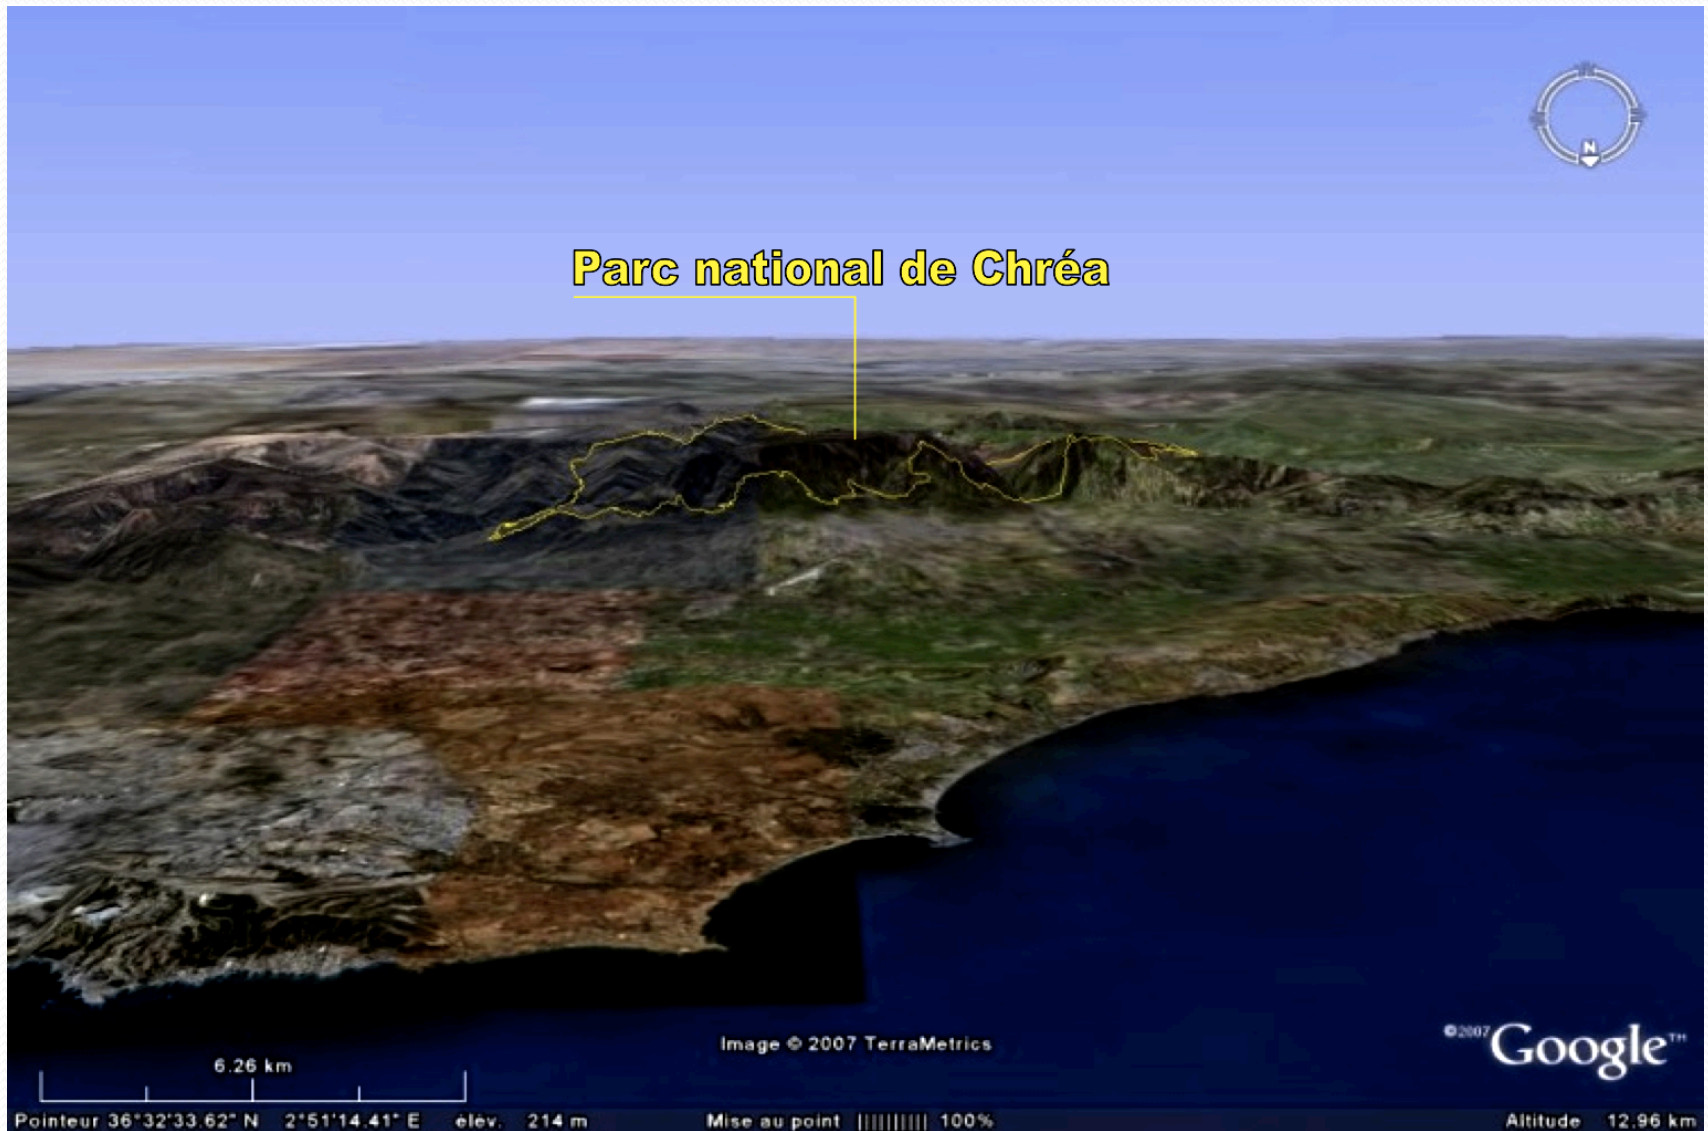 N
Parc national de Chréa
Image © 2007 TerraMetrics
©2007 Google™
6.26 km
Pointeur 36°32'33.62" N 2°51'14.41" E élév. 214 m Mise au point |||||||||| 100% Altitude 12.96 km